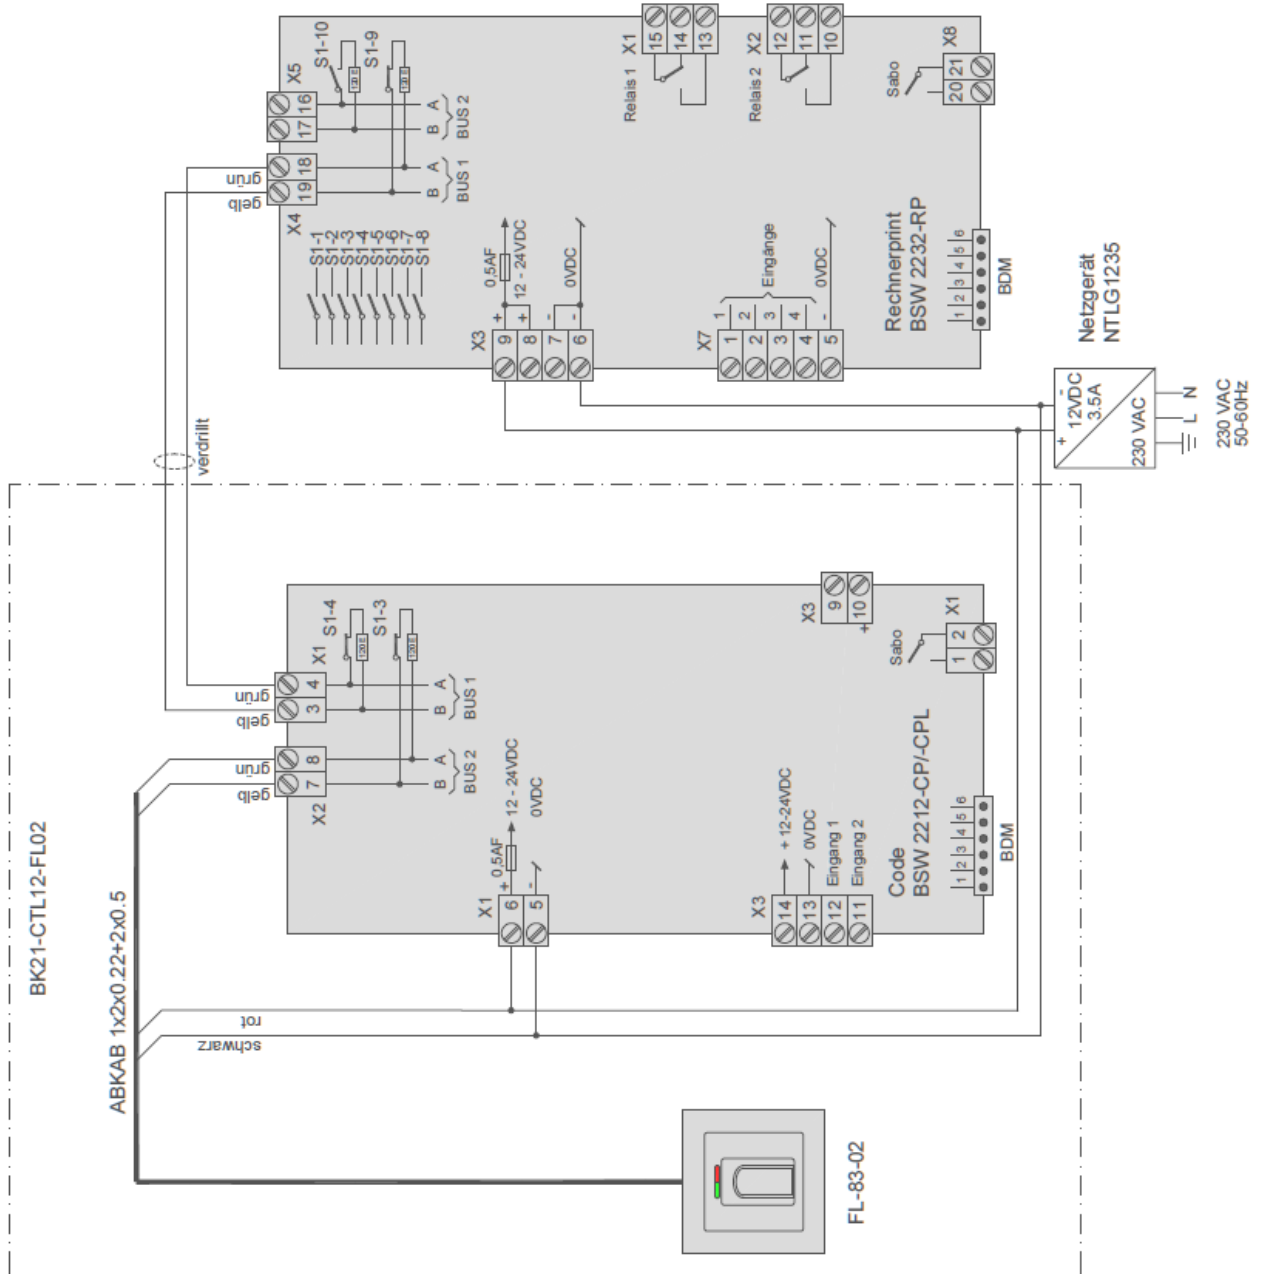 BK21-CTL12-FL02
ABKAB 1x2x0.22+2x0.5
FL-83-02
schwarz
rot
gelb
grün
gelb
grün
X2
7
8
3
4
X1
S1-4
120 E
S1-3
120 E
B
A
BUS 2
B
A
BUS 1
X1
6
5
+
-
0,5AF
12 - 24VDC
0VDC
X3
14
13
12
11
+ 12-24VDC
0VDC
Eingang 1
Eingang 2
X3
9
10
+
Code
BSW 2212-CP/-CPL
1
2
3
4
5
6
BDM
Sabo
1
2
X1
verdrillt
gelb
grün
X4
19
18
17
16
X5
S1-10
120 E
S1-9
120 E
B
A
BUS 1
B
A
BUS 2
S1-1
S1-2
S1-3
S1-4
S1-5
S1-6
S1-7
S1-8
X3
9
8
7
6
+
+
-
-
0,5AF
12 - 24VDC
0VDC
X7
1
2
3
4
5
1
2
3
4
-
Eingänge
0VDC
Relais 1
X1
15
14
13
Relais 2
X2
12
11
10
Rechnerprint
BSW 2232-RP
1
2
3
4
5
6
BDM
Sabo
20
21
X8
Netzgerät
NTLG1235
+
-
12VDC
3.5A
230 VAC
L
N
230 VAC
50-60Hz